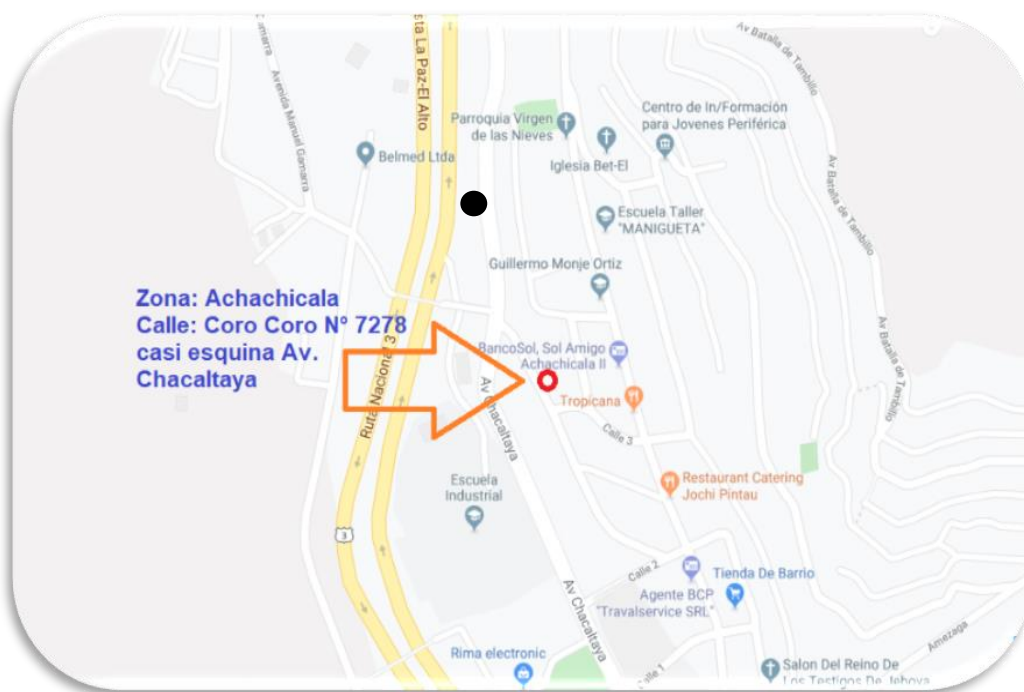 sta La Paz-El Alto
Av Batalla de Tambillo
amarra
Avenida Manuel Gamarra
Parroquia Virgen
de las Nieves
Centro de In/Formación
para Jovenes Periférica
Belmed Ltda
Iglesia Bet-El
Av Batalla de Tambillo
Escuela Taller
"MANIGUETA"
Guillermo Monje Ortiz
Zona: Achachicala
Calle: Coro Coro N° 7278
casi esquina Av.
Chacaltaya
Ruta Nacional 3
BancoSol, Sol Amigo
Achachicala II
Av Batalla de Tambillo
Av Chacaltaya
Tropicana
Calle 3
Escuela
Industrial
Restaurant Catering
Jochi Pintau
3
Calle 2
Tienda De Barrio
Agente BCP
"Travalservice SRL"
Av Chacaltaya
Amezaga
Rima electronic
Calle 1
Salon Del Reino De
Los Testigos De Jehova